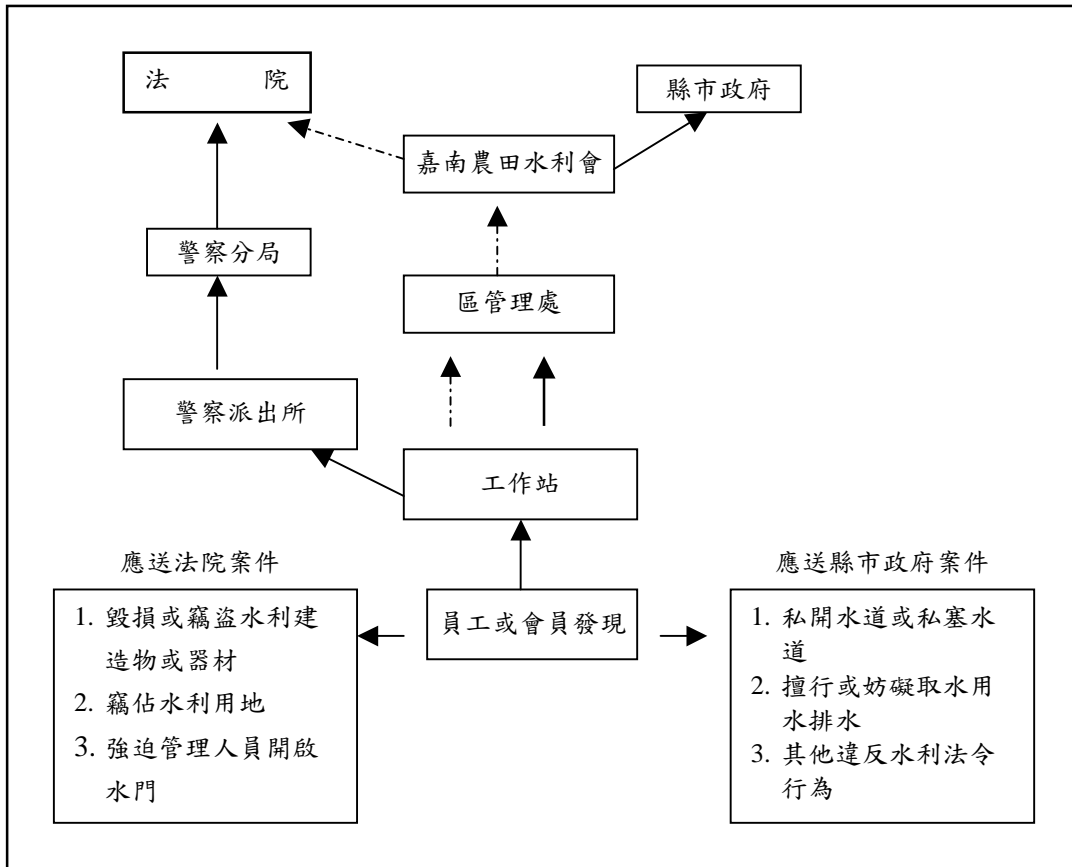 法　　　院
縣市政府
嘉南農田水利會
警察分局
區管理處
警察派出所
工作站
應送法院案件
應送縣市政府案件
1. 毀損或竊盜水利建
造物或器材
2. 竊佔水利用地
3. 強迫管理人員開啟
水門
員工或會員發現
1. 私開水道或私塞水
道
2. 擅行或妨礙取水用
水排水
3. 其他違反水利法令
行為